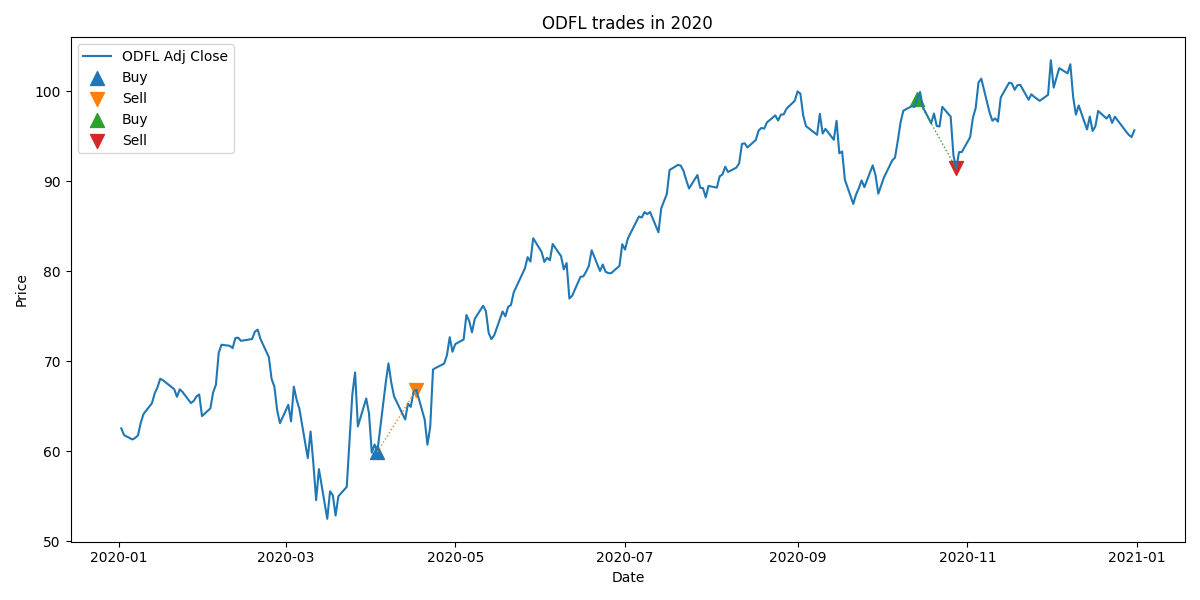 ODFL trades in 2020
ODFL Adj Close
Buy
Sell
Buy
Sell
100
90
80
70
60
50
Price
2020-01 2020-03 2020-05 2020-07 2020-09 2020-11 2021-01
Date